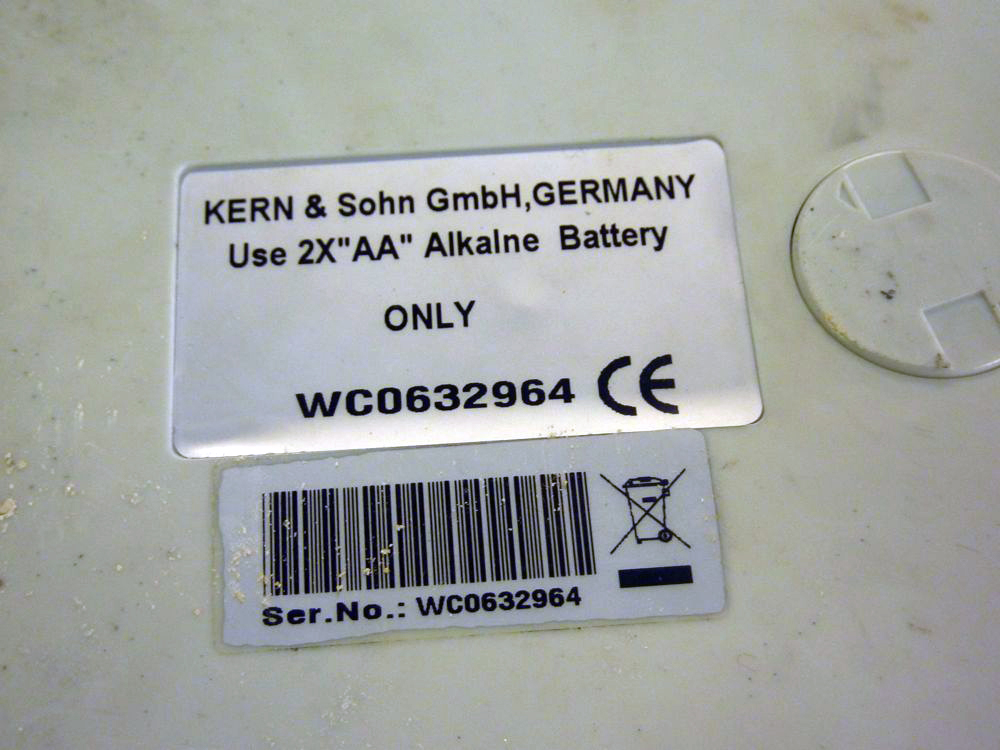 KERN & Sohn GmbH,GERMANY
Use 2X"AA" Alkalne Battery
ONLY
WC0632964 CE
Ser.No.: WC0632964